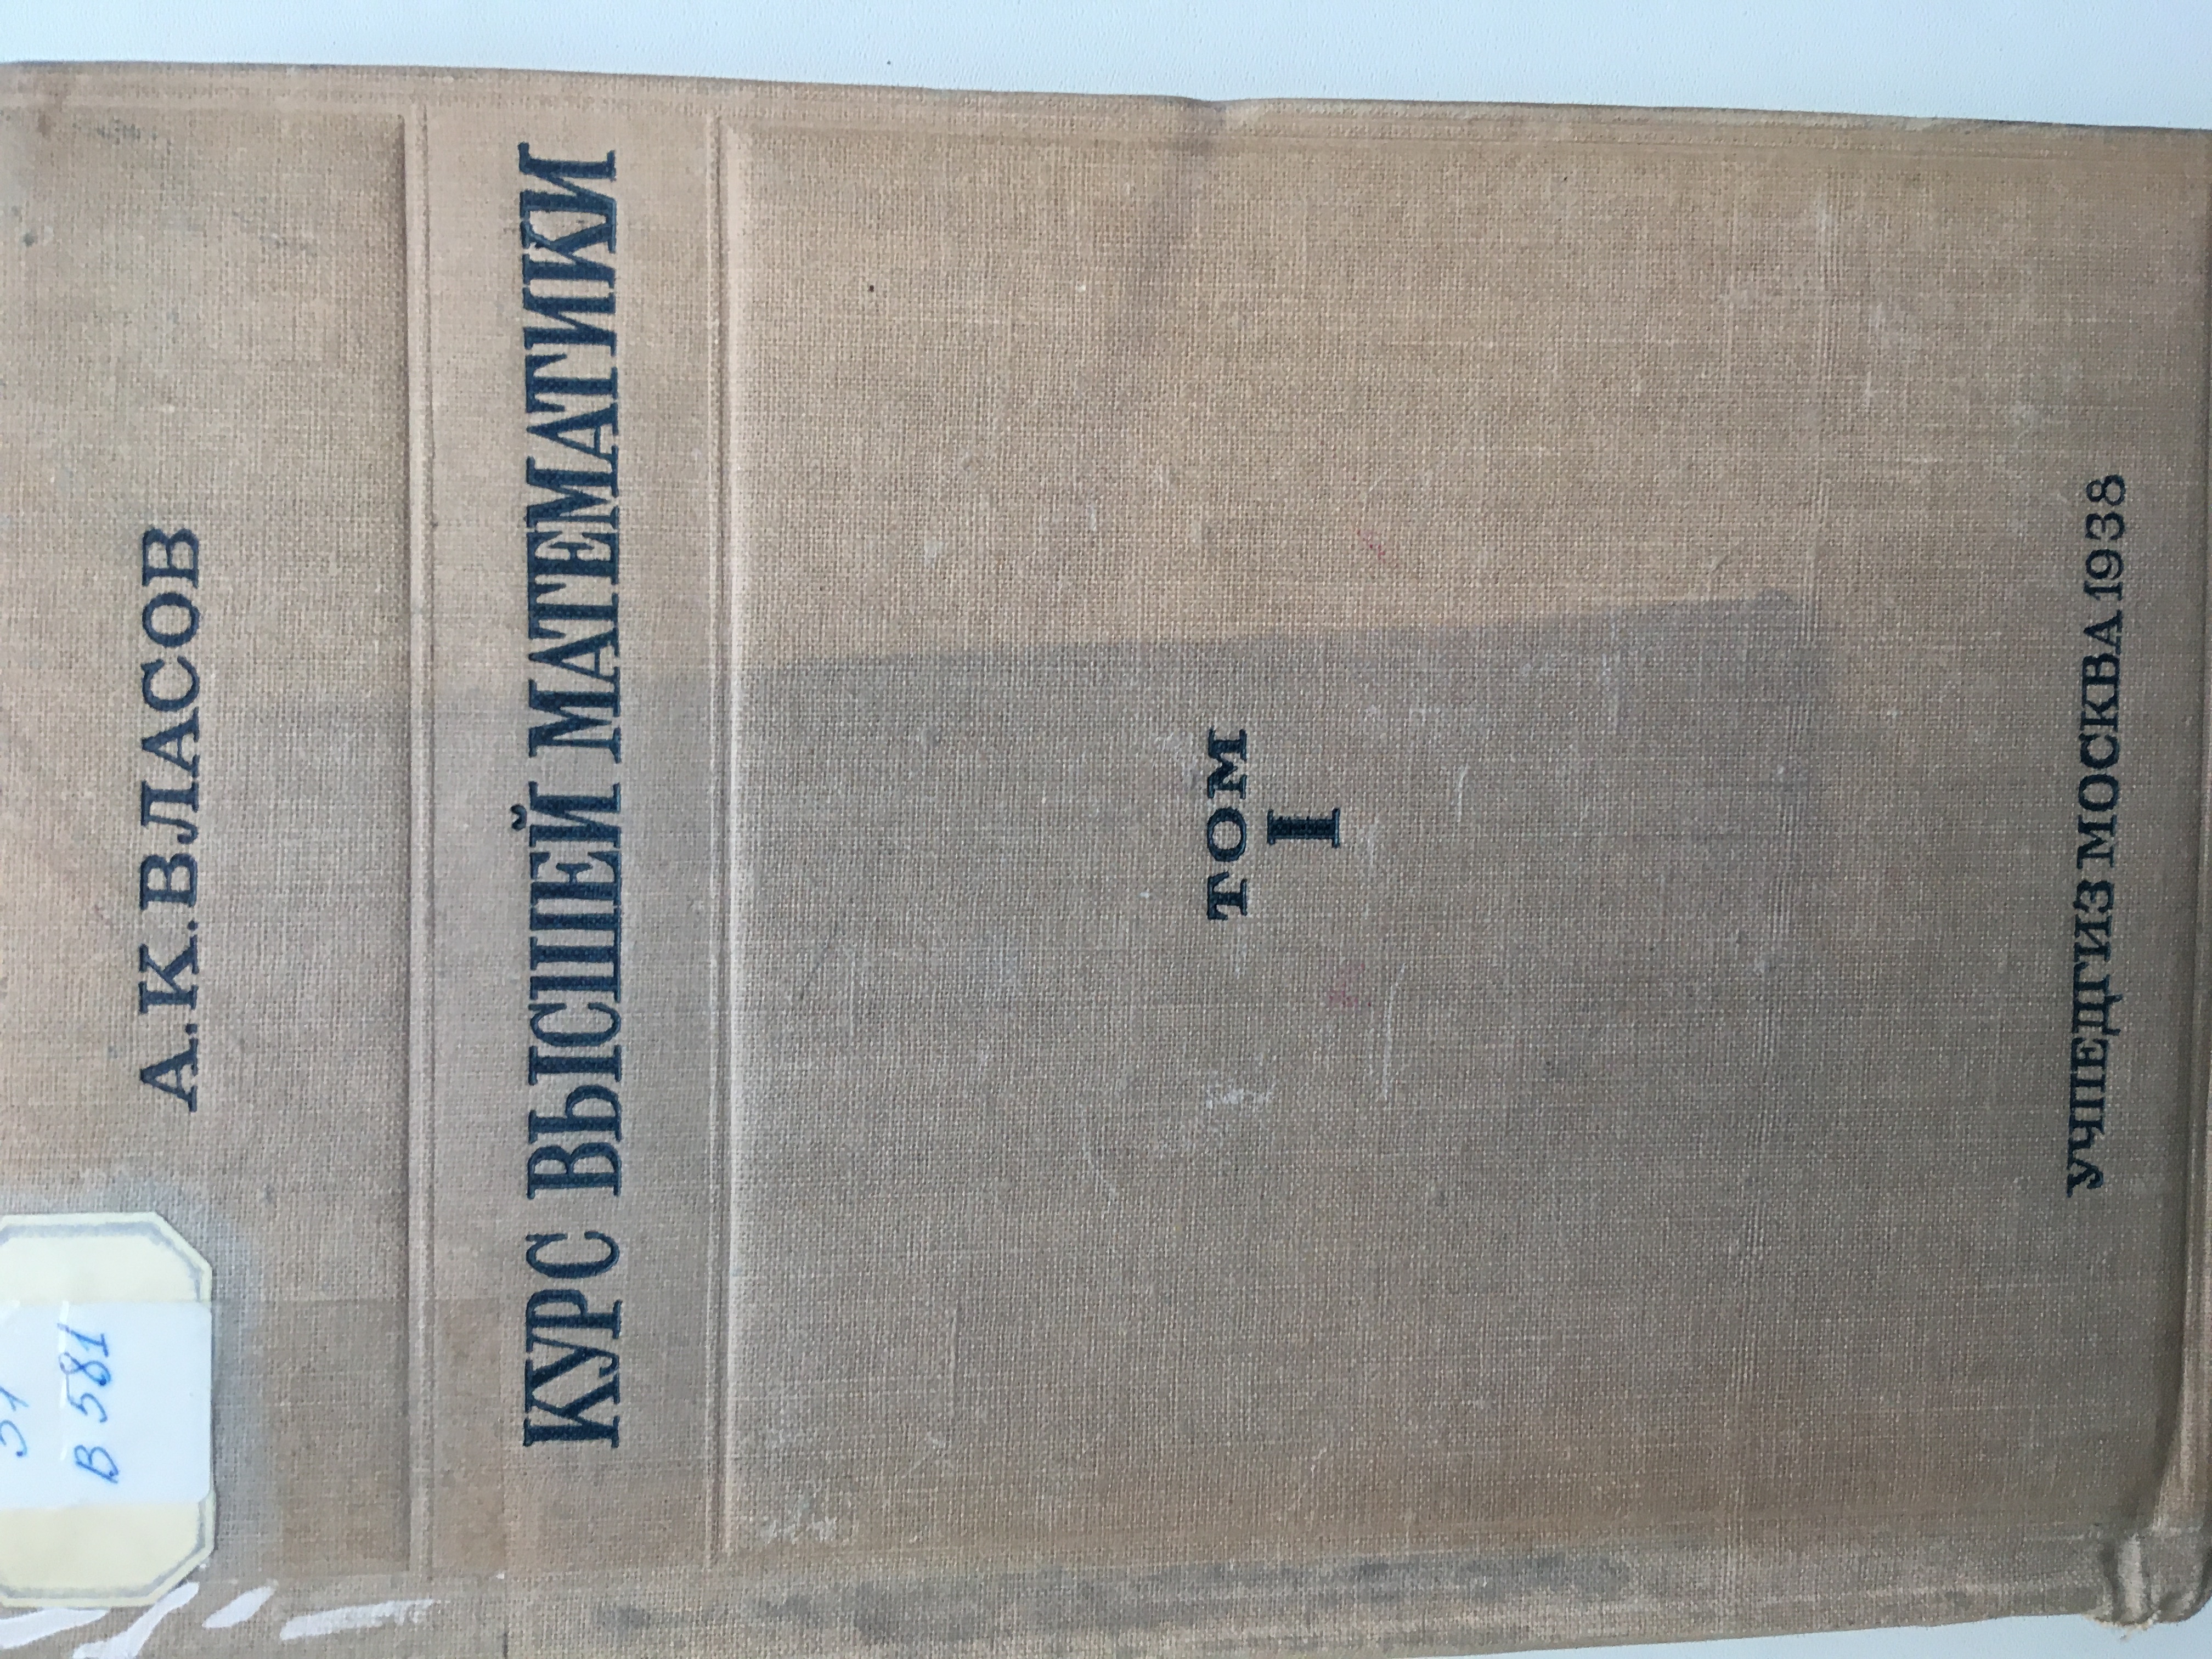 В 581
А.К.ВЛАСОВ
КУРС ВЫСШЕЙ МАТЕМАТИКИ
ТОМ
I
УЧПЕДГИЗ МОСКВА 1938